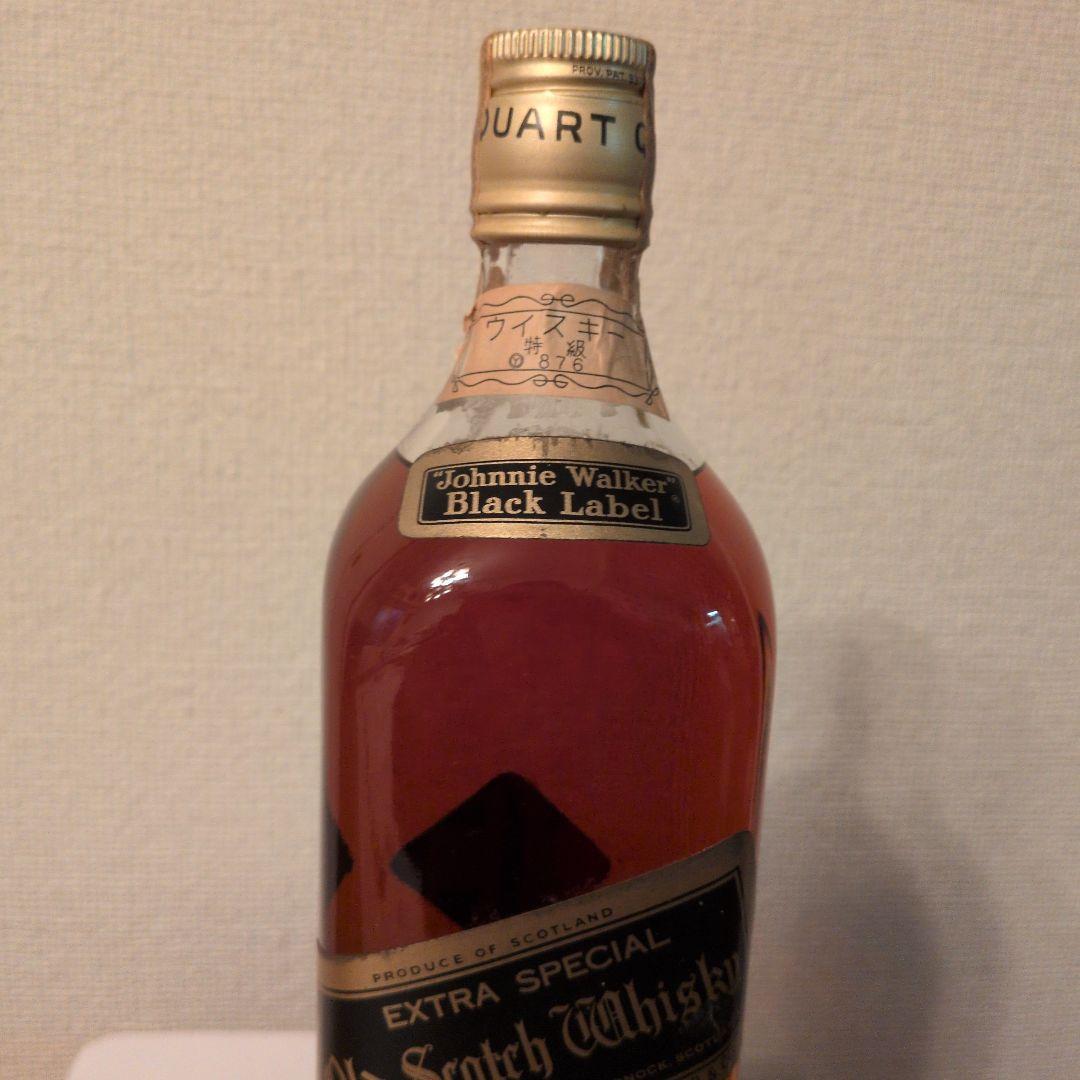 PROV. PAT.
QUART
ウイスキー
特級
Ⓨ 876
"Johnnie Walker"
Black Label®
PRODUCE OF SCOTLAND
EXTRA SPECIAL
Scotch Whisky